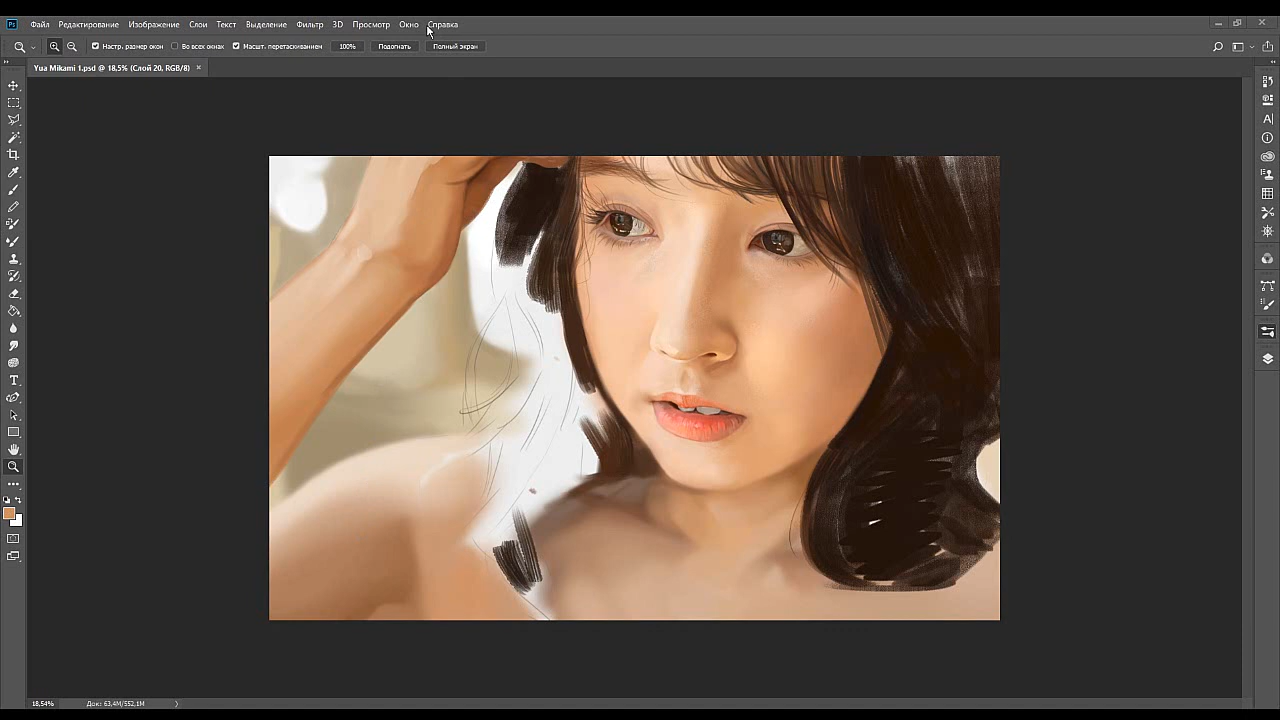 Ps Файл Редактирование Изображение Слои Текст Выделение Фильтр 3D Просмотр Окно Справка
Настр. размер окон Во всех окнах Масшт. перетаскиванием 100% Подогнать Полный экран
Yua Mikami 1.psd @ 18,5% (Слой 20, RGB/8)
18,54% Док: 63,4M/552,1M